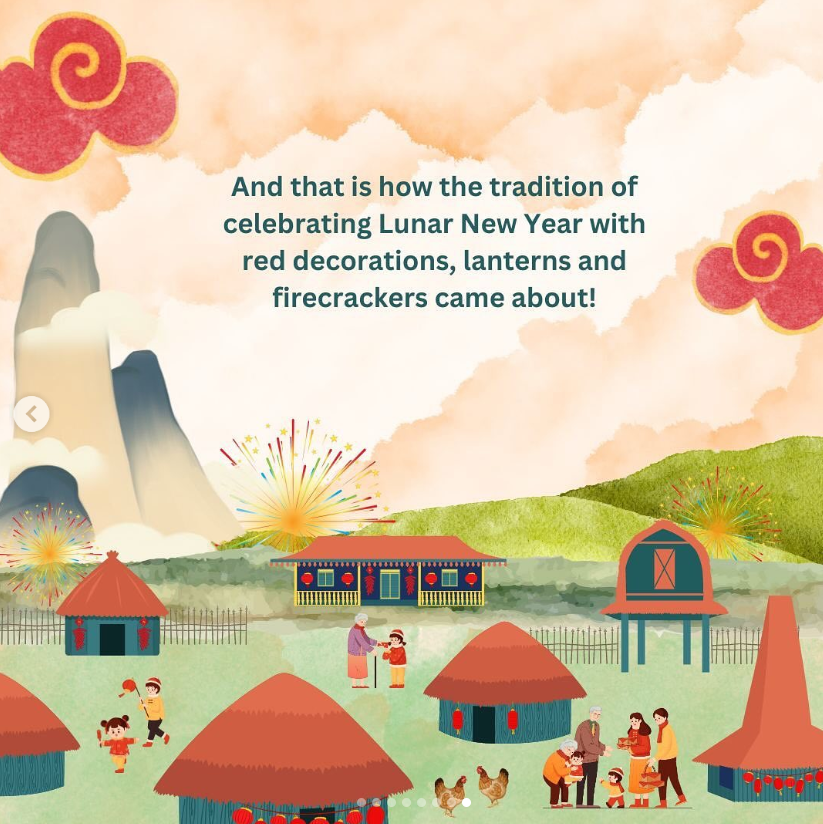 And that is how the tradition of
celebrating Lunar New Year with
red decorations, lanterns and
firecrackers came about!